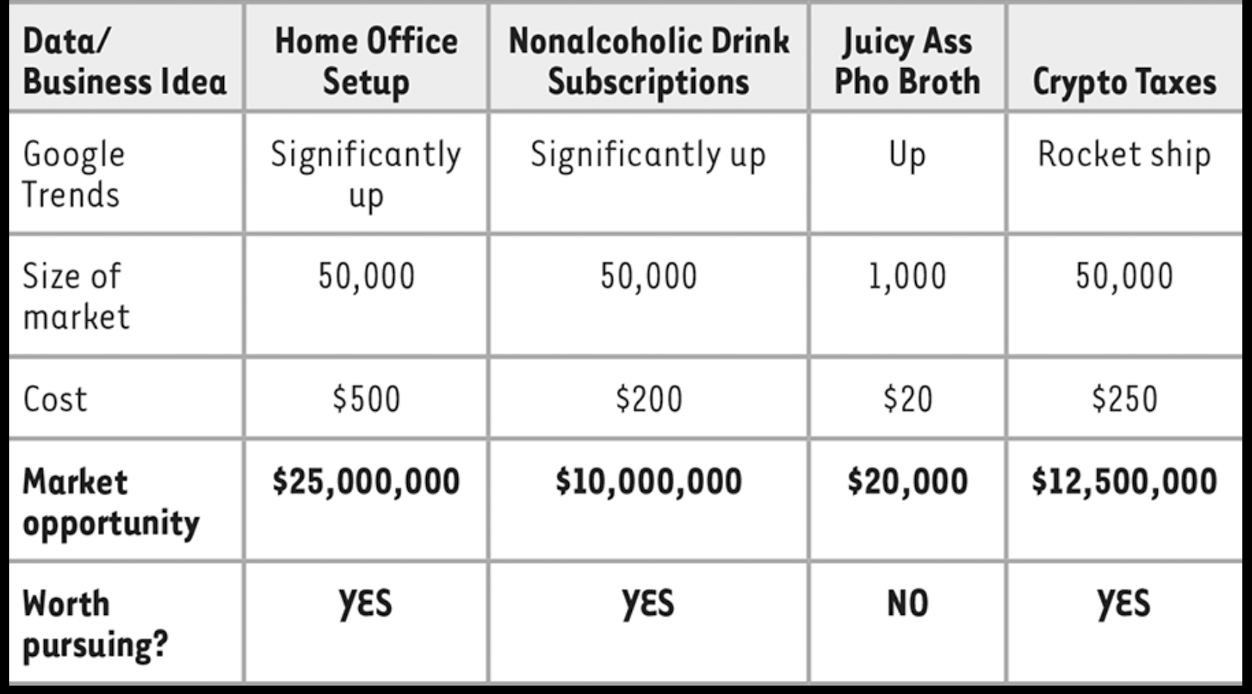 Data/
Business Idea
Home Office
Setup
Nonalcoholic Drink
Subscriptions
Juicy Ass
Pho Broth
Crypto Taxes
Google
Trends
Significantly
up
Significantly up
Up
Rocket ship
Size of
market
50,000
50,000
1,000
50,000
Cost
$500
$200
$20
$250
Market
opportunity
$25,000,000
$10,000,000
$20,000
$12,500,000
Worth
pursuing?
YES
YES
NO
YES